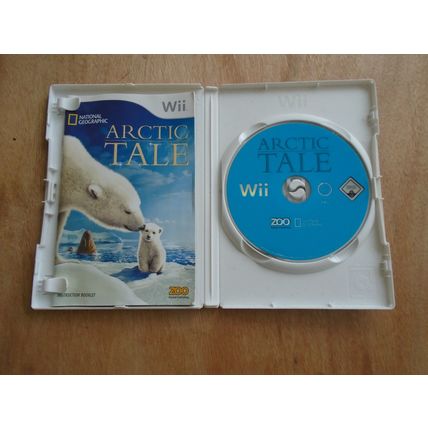 Wii
NATIONAL
GEOGRAPHIC
ARCTIC
TALE
ZOO
INSTRUCTION BOOKLET
Wii
ARCTIC
TALE
Wii
ZOO